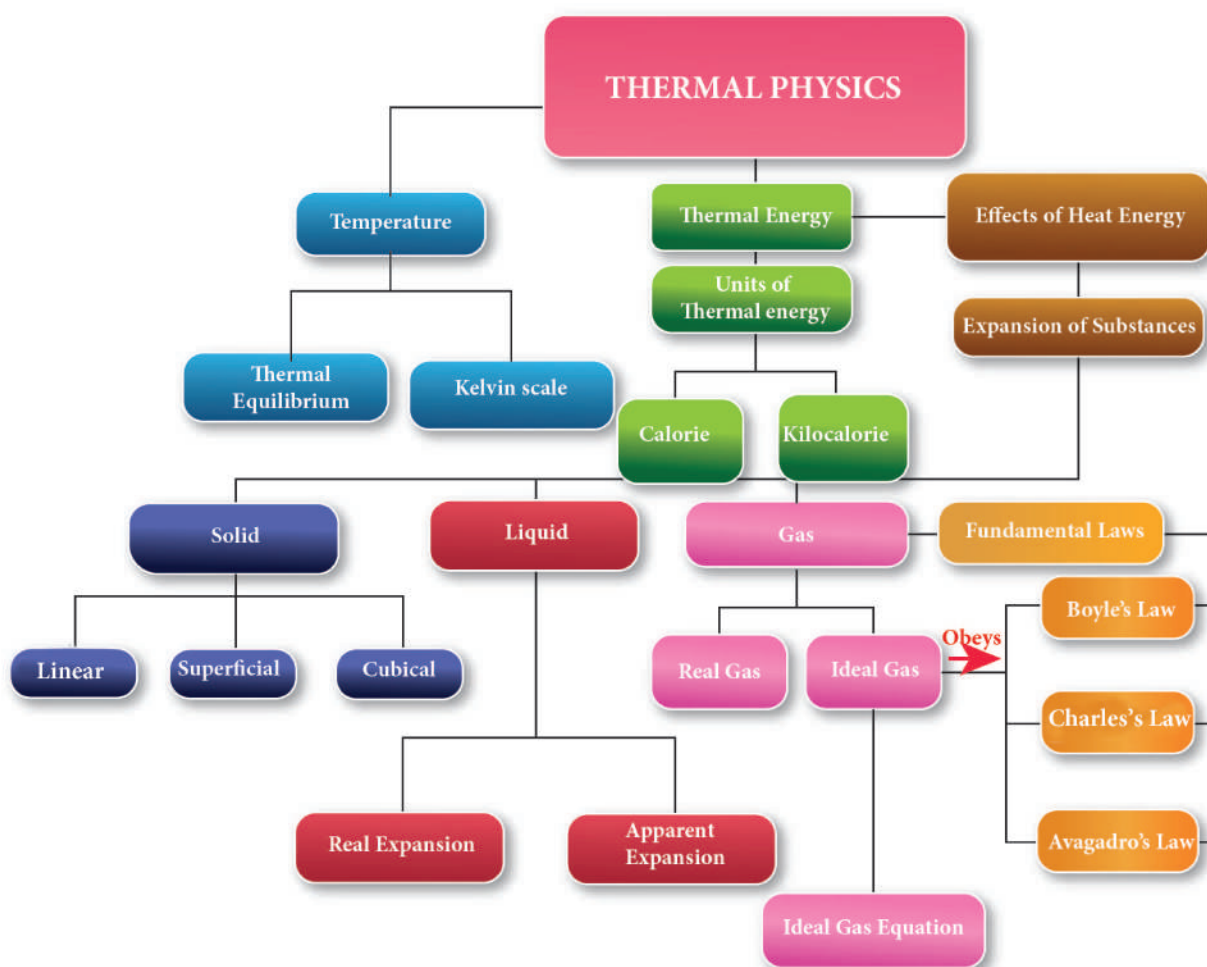 THERMAL PHYSICS
Temperature
Thermal Energy
Effects of Heat Energy
Units of
Thermal energy
Expansion of Substances
Thermal
Equilibrium
Kelvin scale
Calorie
Kilocalorie
Solid
Liquid
Gas
Fundamental Laws
Linear
Superficial
Cubical
Real Gas
Ideal Gas
Obeys
Boyle's Law
Charles's Law
Real Expansion
Apparent
Expansion
Avagadro's Law
Ideal Gas Equation